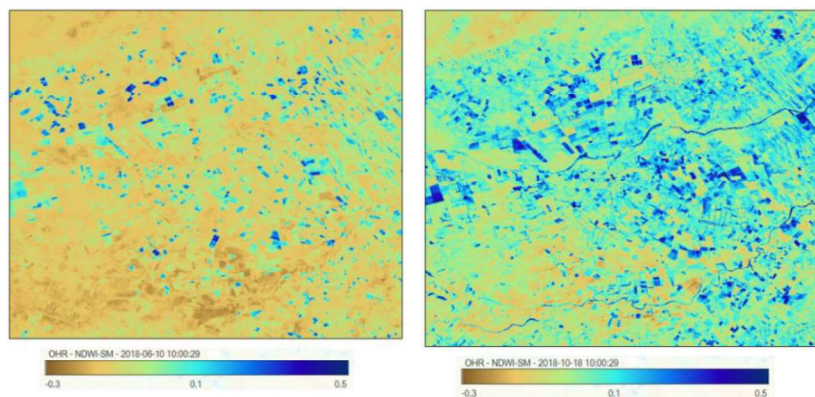 OHR - NDWI-SM - 2018-06-10 10:00:29
-0.3 0.1 0.5
OHR - NDWI-SM - 2018-10-18 10:00:29
-0.3 0.1 0.5